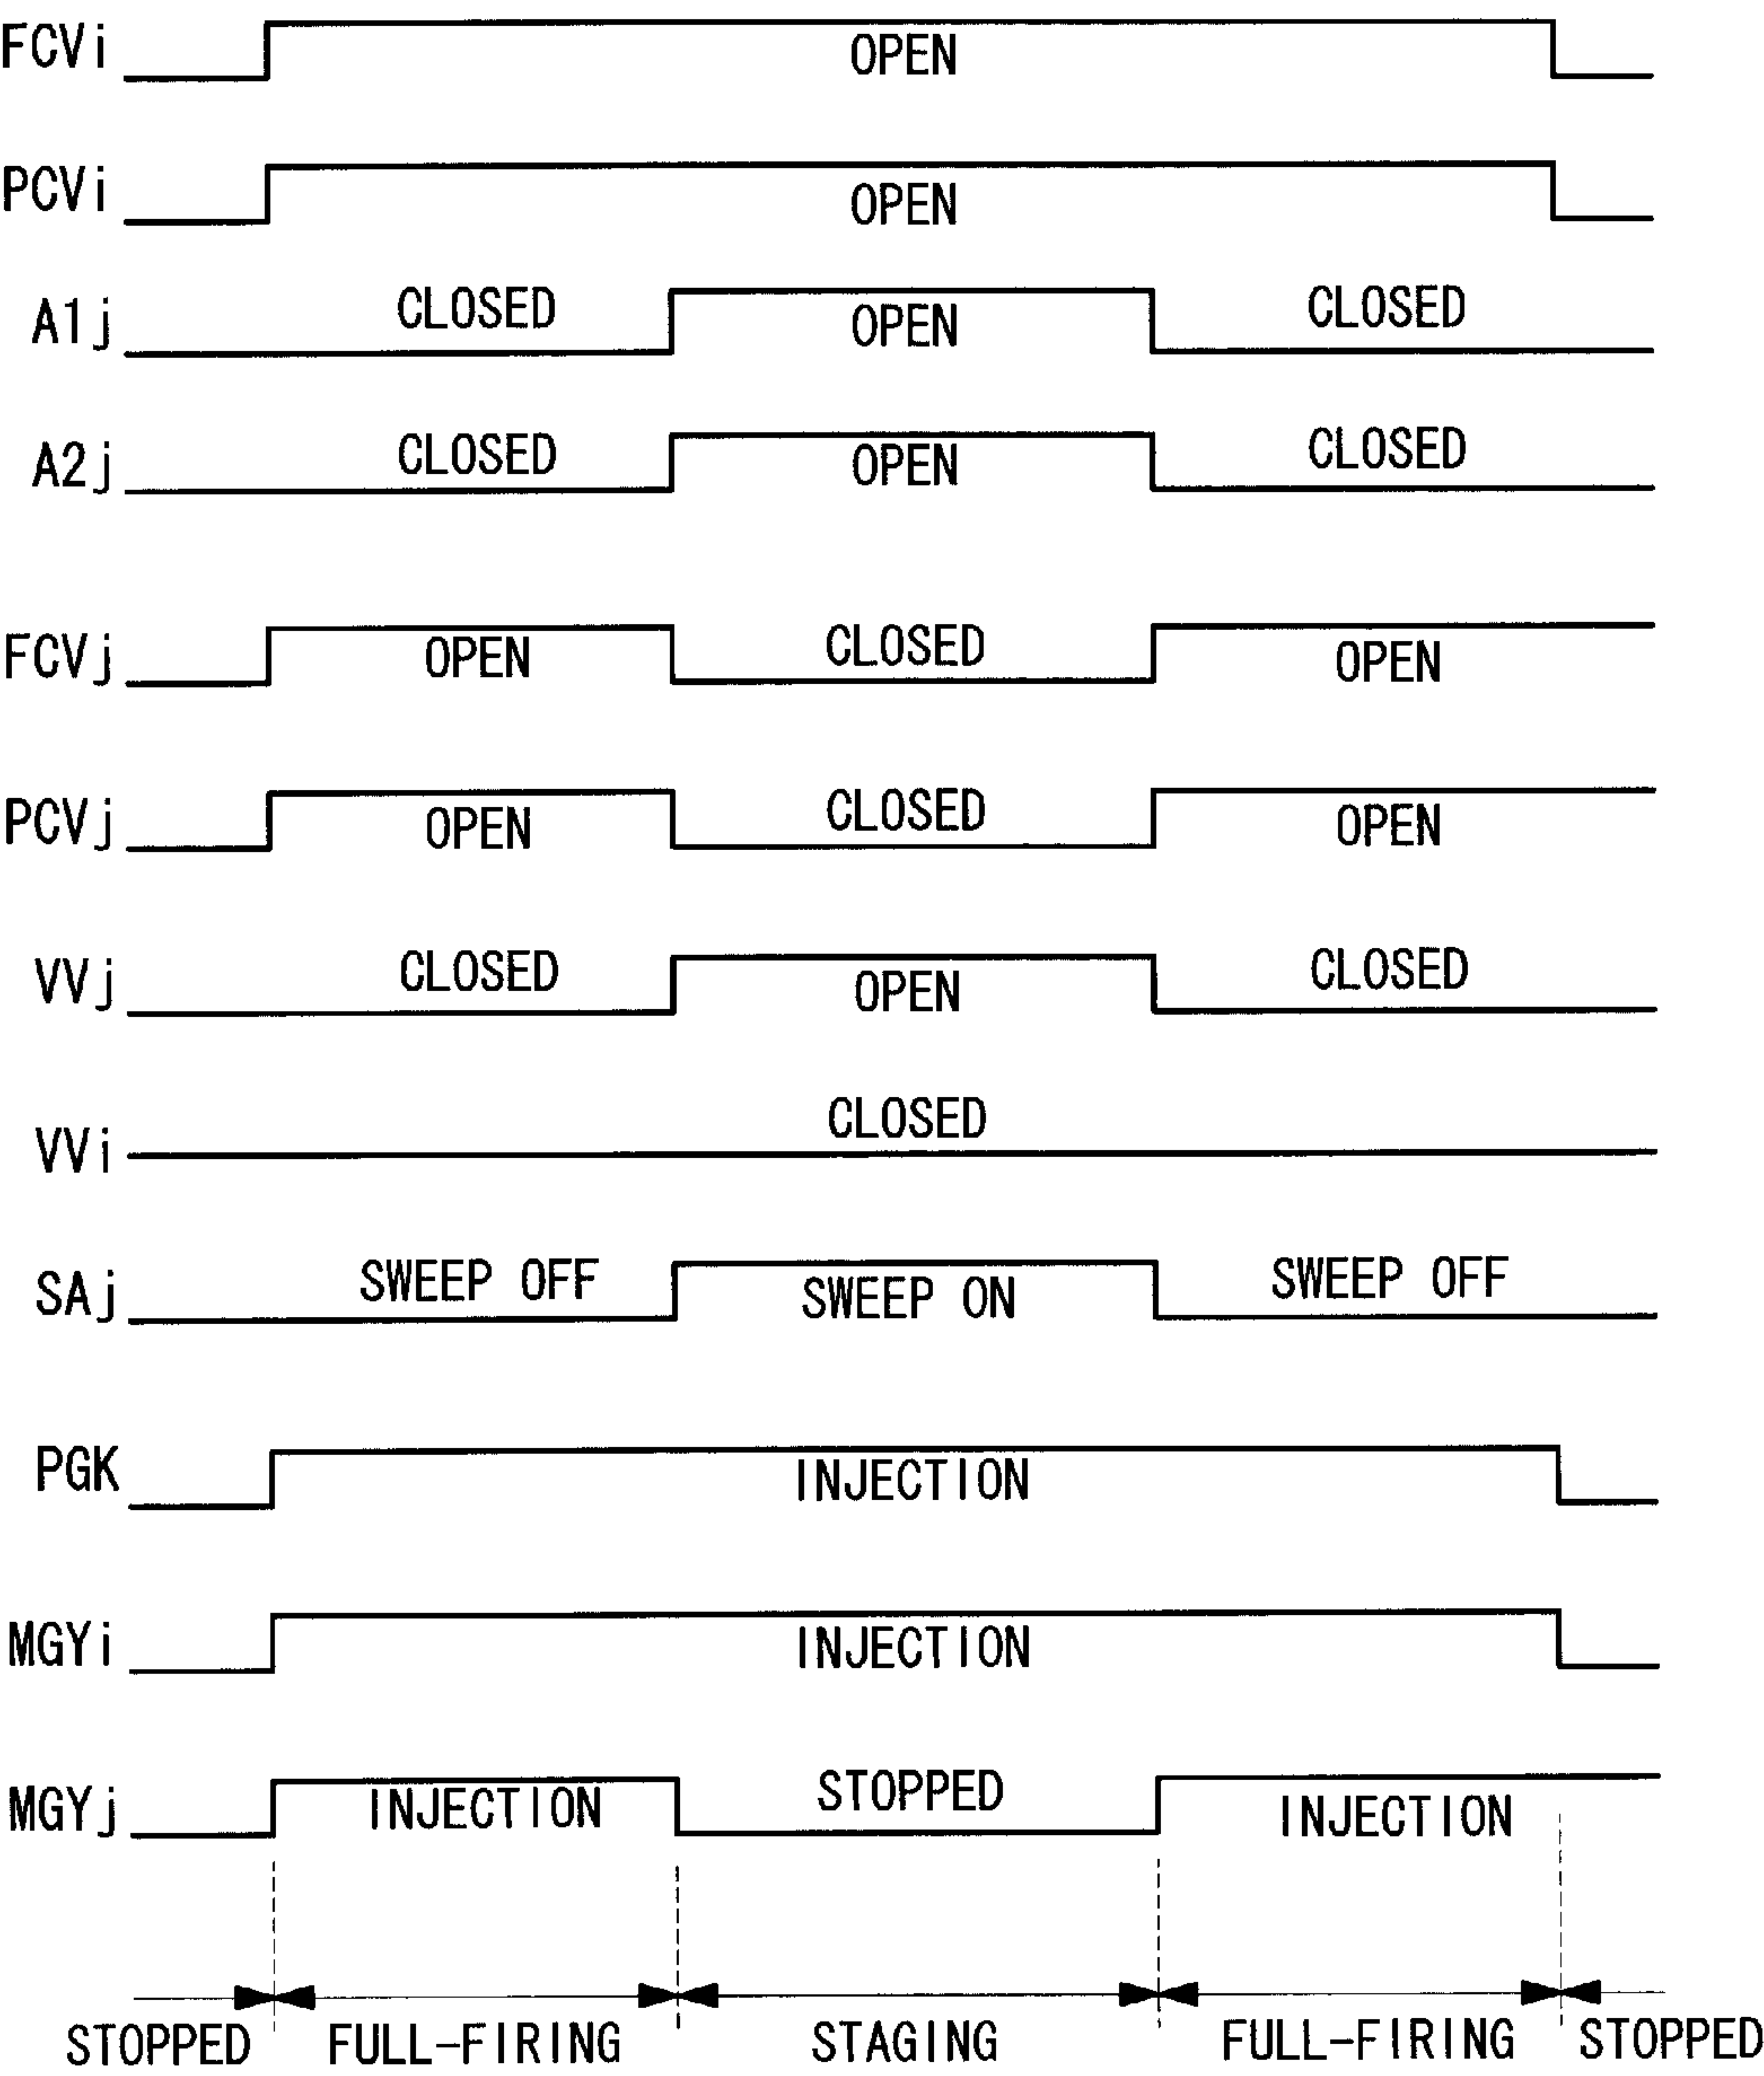 FCVi
OPEN
PCVi
OPEN
A1j CLOSED OPEN CLOSED
A2j CLOSED OPEN CLOSED
FCVj OPEN CLOSED OPEN
PCVj OPEN CLOSED OPEN
VVj CLOSED OPEN CLOSED
VVi CLOSED
SAj SWEEP OFF SWEEP ON SWEEP OFF
PGK INJECTION
MGYi INJECTION
MGYj INJECTION STOPPED INJECTION
STOPPED FULL-FIRING STAGING FULL-FIRING STOPPED